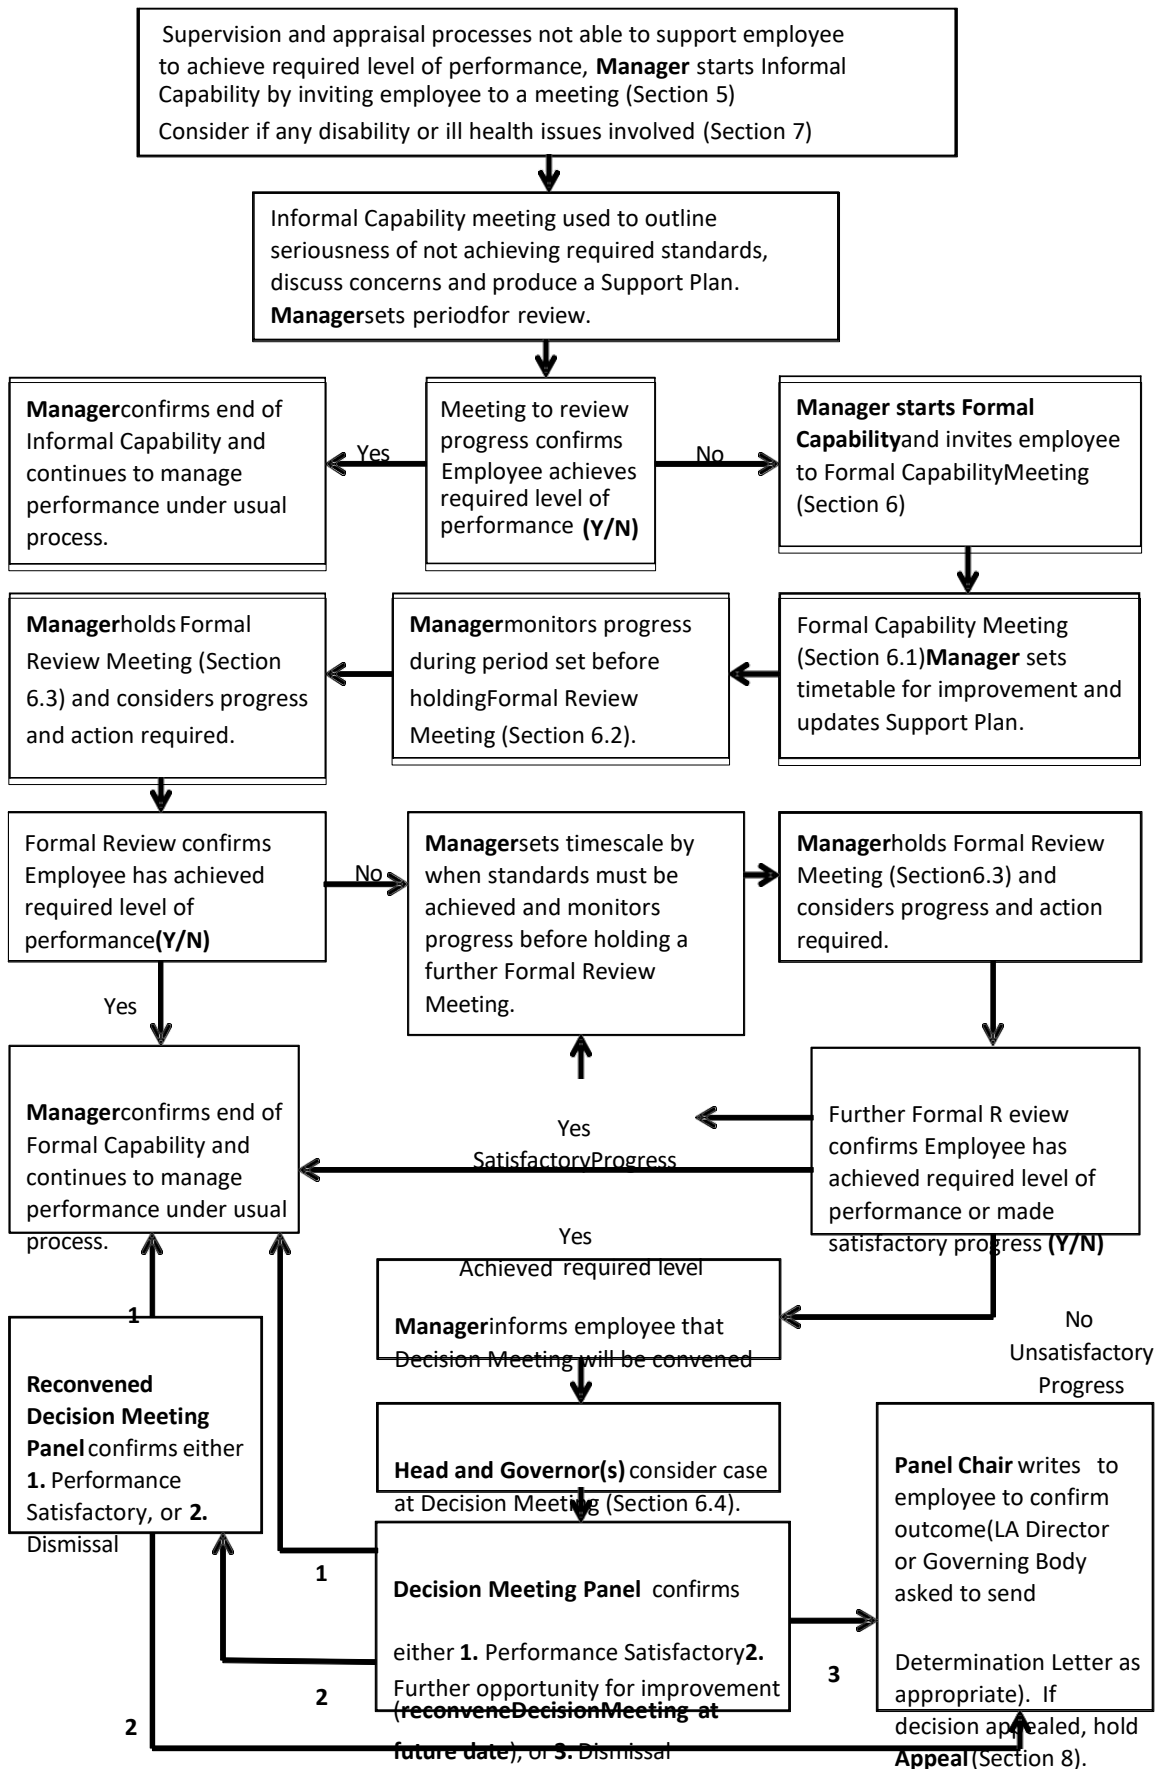 Supervision and appraisal processes not able to support employee
to achieve required level of performance, Manager starts Informal
Capability by inviting employee to a meeting (Section 5)
Consider if any disability or ill health issues involved (Section 7)
Informal Capability meeting used to outline
seriousness of not achieving required standards,
discuss concerns and produce a Support Plan.
Managersets periodfor review.
Managerconfirms end of
Informal Capability and
continues to manage
performance under usual
process.
Yes
Meeting to review
progress confirms
Employee achieves
required level of
performance (Y/N)
No
Manager starts Formal
Capabilityand invites employee
to Formal CapabilityMeeting
(Section 6)
Managerholds Formal
Review Meeting (Section
6.3) and considers progress
and action required.
Managermonitors progress
during period set before
holdingFormal Review
Meeting (Section 6.2).
Formal Capability Meeting
(Section 6.1)Manager sets
timetable for improvement and
updates Support Plan.
Formal Review confirms
Employee has achieved
required level of
performance(Y/N)
No
Managersets timescale by
when standards must be
achieved and monitors
progress before holding a
further Formal Review
Meeting.
Managerholds Formal Review
Meeting (Section6.3) and
considers progress and action
required.
Yes
Managerconfirms end of
Formal Capability and
continues to manage
performance under usual
process.
Yes
SatisfactoryProgress
Further Formal R eview
confirms Employee has
achieved required level of
performance or made
satisfactory progress (Y/N)
Yes
Achieved required level
Managerinforms employee that
Decision Meeting will be convened
No
Unsatisfactory
Progress
1
Reconvened
Decision Meeting
Panel confirms either
1. Performance
Satisfactory, or 2.
Dismissal
Head and Governor(s) consider case
at Decision Meeting (Section 6.4).
1
Decision Meeting Panel confirms
either 1. Performance Satisfactory2.
Further opportunity for improvement
(reconveneDecisionMeeting at
future date), or 3. Dismissal
2
2
3
Panel Chair writes to
employee to confirm
outcome(LA Director
or Governing Body
asked to send
Determination Letter as
appropriate). If
decision appealed, hold
Appeal(Section 8).